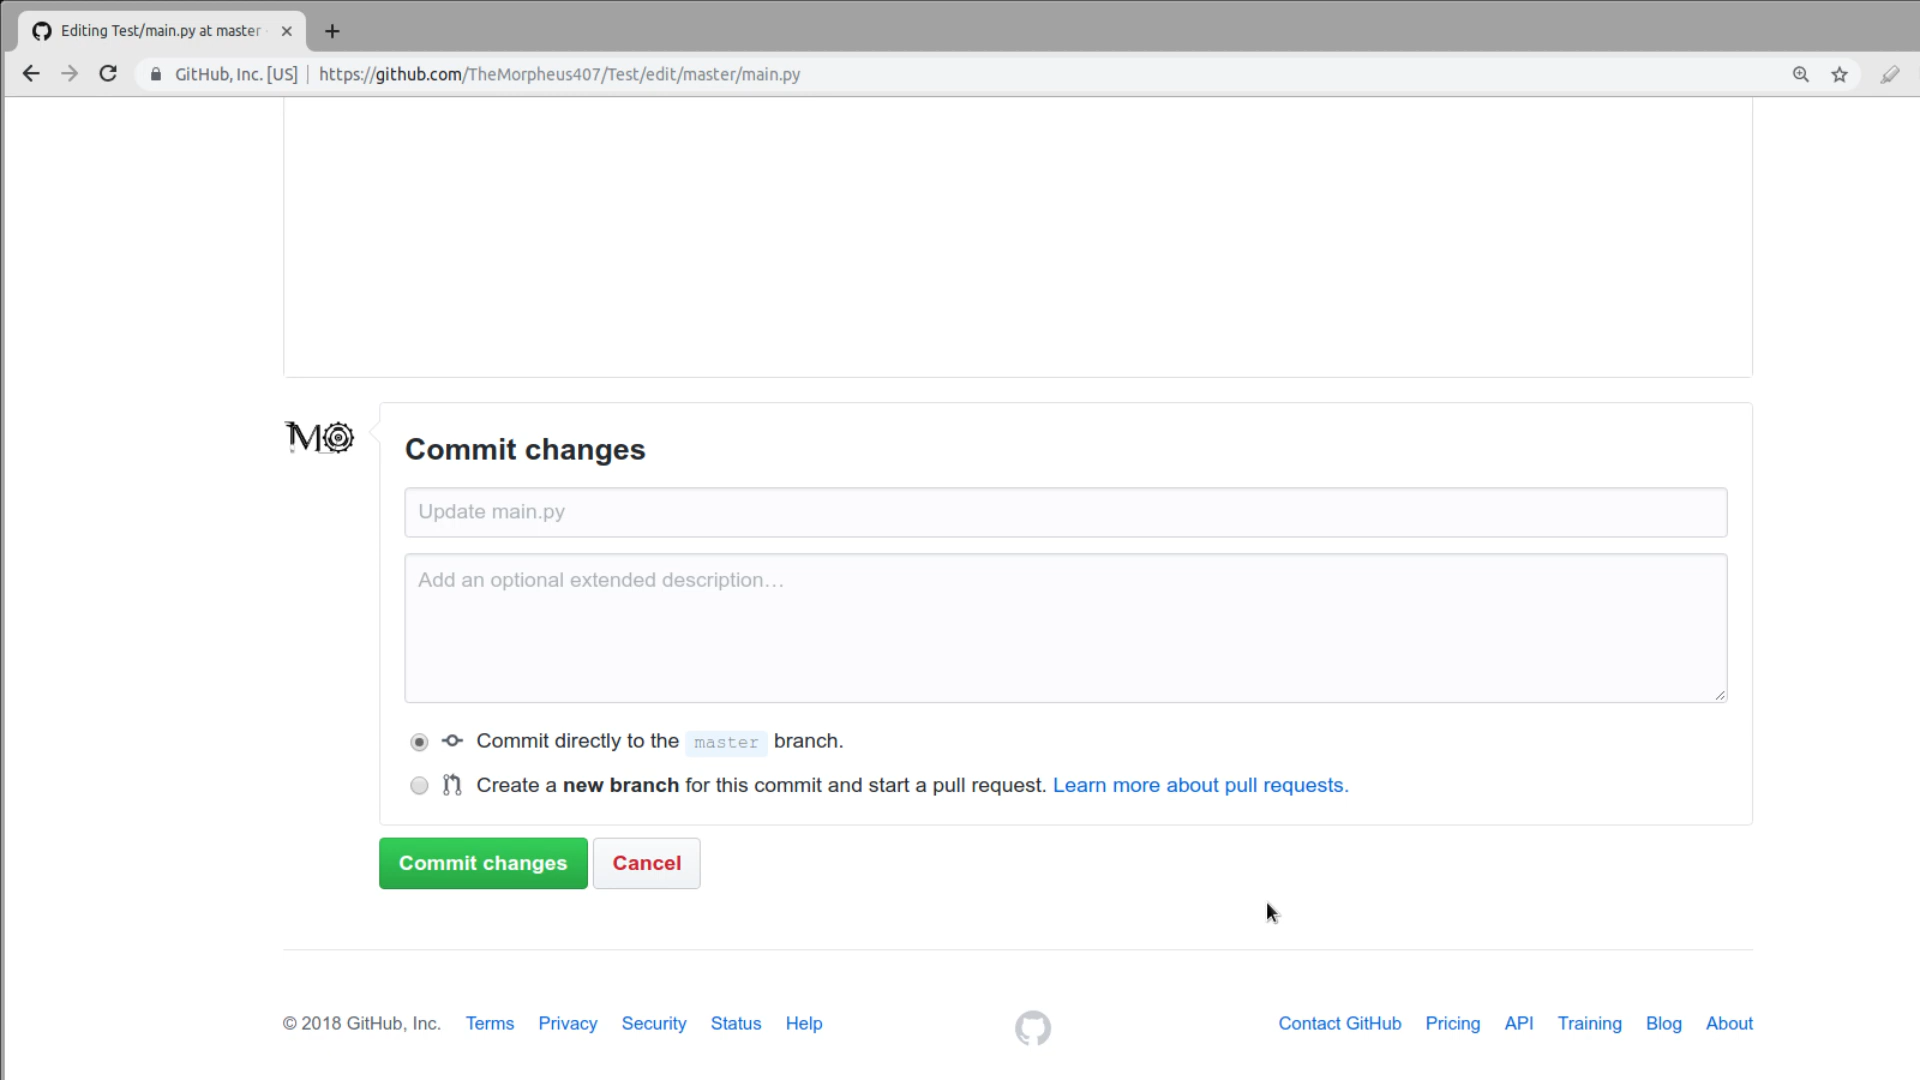 Editing Test/main.py at master
GitHub, Inc. [US] https://github.com/TheMorpheus407/Test/edit/master/main.py
MO
Commit changes
Update main.py
Add an optional extended description…
Commit directly to the master branch.
Create a new branch for this commit and start a pull request. Learn more about pull requests.
Commit changes Cancel
© 2018 GitHub, Inc. Terms Privacy Security Status Help Contact GitHub Pricing API Training Blog About